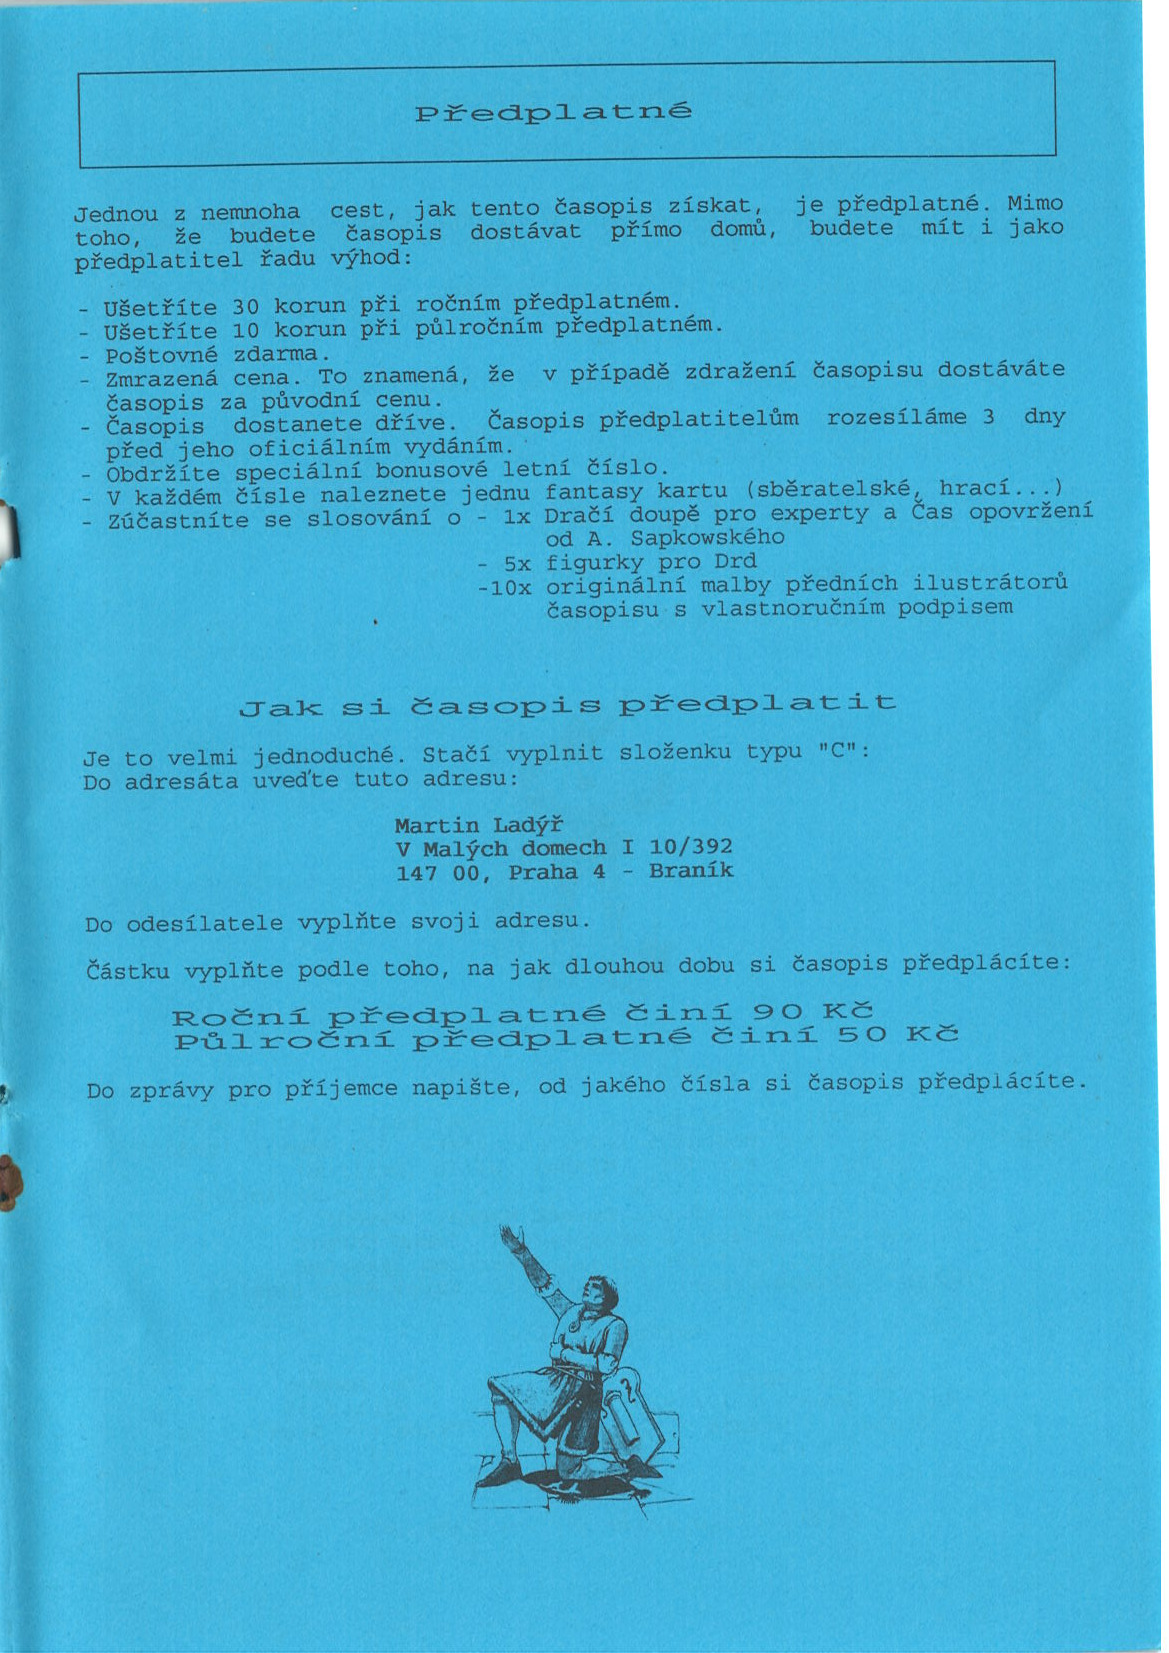 Předplatné
Jednou z nemnoha cest, jak tento časopis získat, je předplatné. Mimo
toho, že budete časopis dostávat přímo domů, budete mít i jako
předplatitel řadu výhod:
- Ušetříte 30 korun při ročním předplatném.
- Ušetříte 10 korun při půlročním předplatném.
- Poštovné zdarma.
- Zmrazená cena. To znamená, že v případě zdražení časopisu dostáváte
časopis za původní cenu.
- Časopis dostanete dříve. Časopis předplatitelům rozesíláme 3 dny
před jeho oficiálním vydáním.
- Obdržíte speciální bonusové letní číslo.
- V každém čísle naleznete jednu fantasy kartu (sběratelské, hrací...)
- Zúčastníte se slosování o - 1x Dračí doupě pro experty a Čas opovržení
od A. Sapkowského
- 5x figurky pro Drd
-10x originální malby předních ilustrátorů
časopisu s vlastnoručním podpisem
Jak si časopis předplatit
Je to velmi jednoduché. Stačí vyplnit složenku typu "C":
Do adresáta uveďte tuto adresu:
Martin Ladýř
V Malých domech I 10/392
147 00, Praha 4 - Braník
Do odesílatele vyplňte svoji adresu.
Částku vyplňte podle toho, na jak dlouhou dobu si časopis předplácíte:
Roční předplatné činí 90 Kč
Půlroční předplatné činí 50 Kč
Do zprávy pro příjemce napište, od jakého čísla si časopis předplácíte.